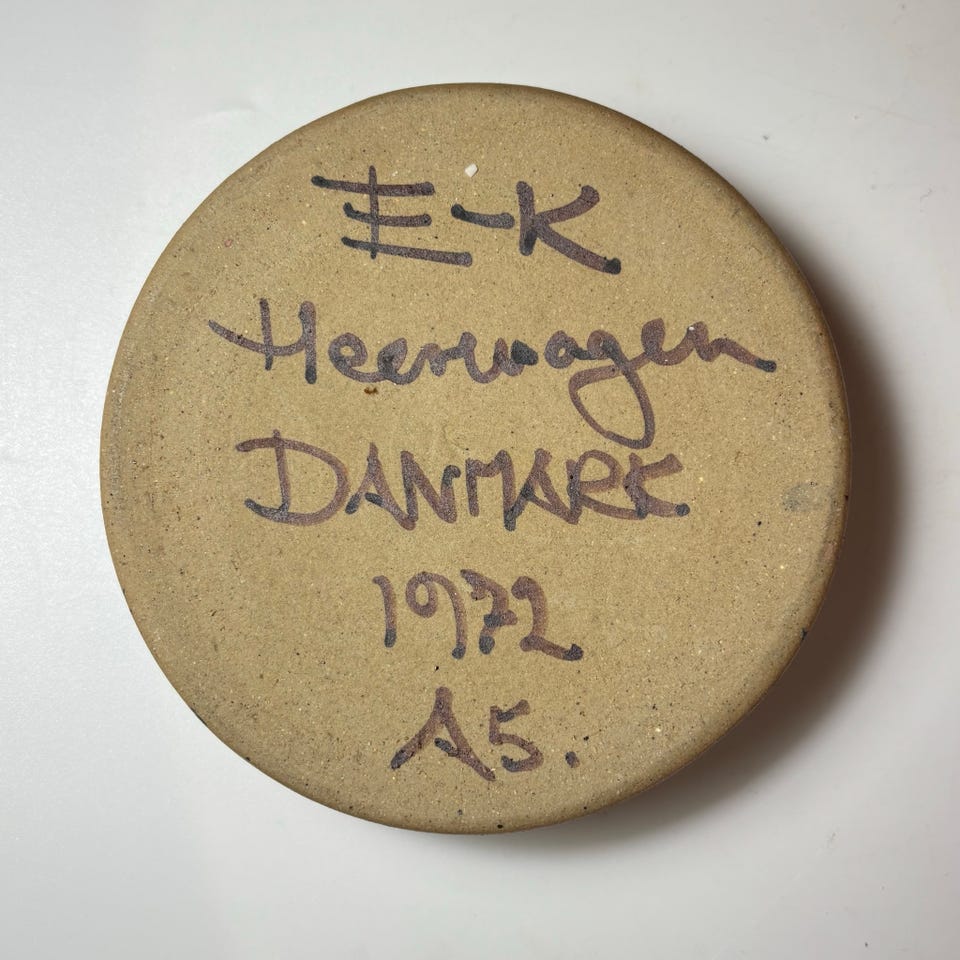 E-K
Heerwagen
DANMARK
1972
A5.